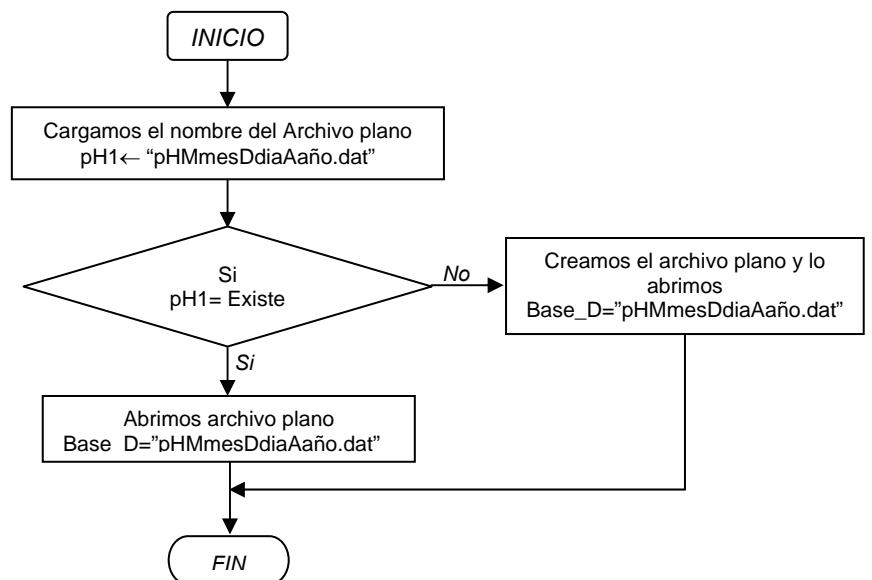 INICIO
Cargamos el nombre del Archivo plano
pH1← “pHMmesDdiaAaño.dat”
Si
pH1= Existe
No
Creamos el archivo plano y lo
abrimos
Base_D=”pHMmesDdiaAaño.dat”
Si
Abrimos archivo plano
Base_D=”pHMmesDdiaAaño.dat”
FIN